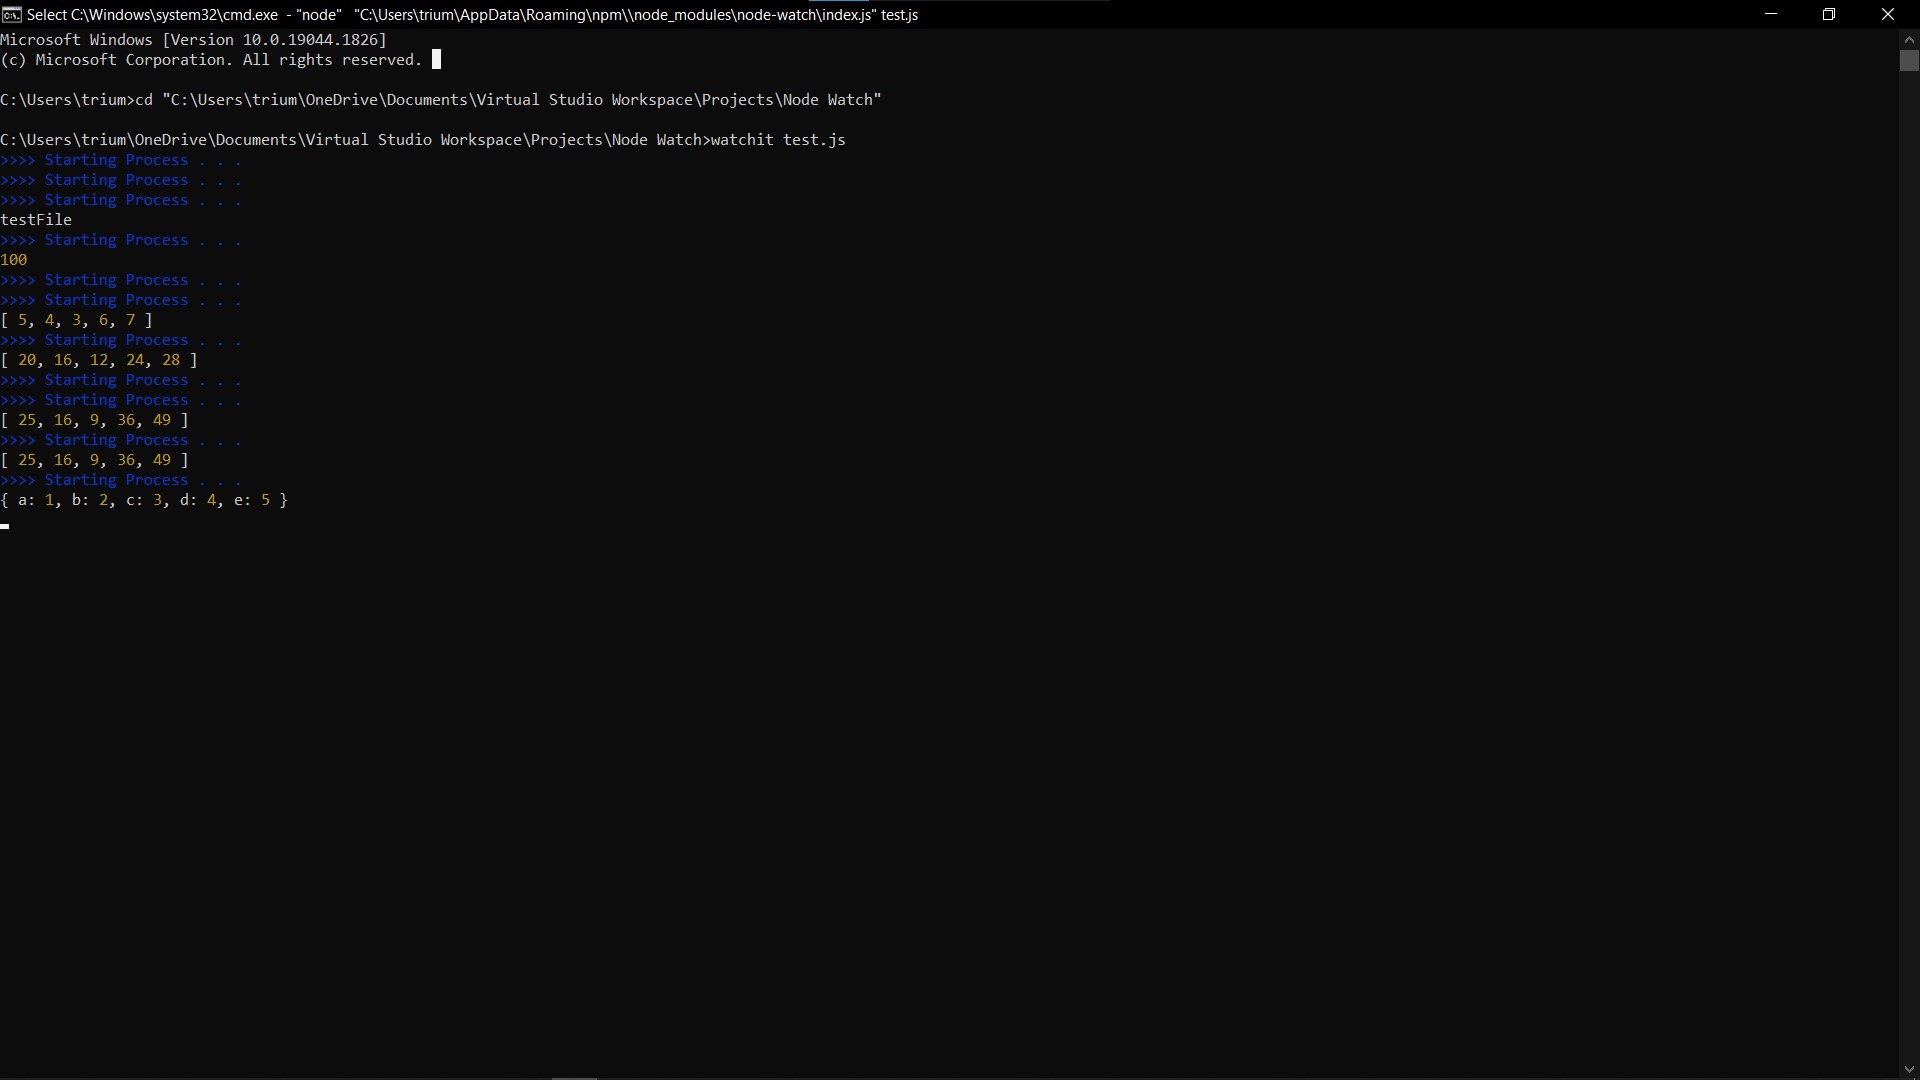 Select C:\Windows\system32\cmd.exe - "node" "C:\Users\trium\AppData\Roaming\npm\\node_modules\node-watch\index.js" test.js
Microsoft Windows [Version 10.0.19044.1826]
(c) Microsoft Corporation. All rights reserved.
C:\Users\trium>cd "C:\Users\trium\OneDrive\Documents\Virtual Studio Workspace\Projects\Node Watch"
C:\Users\trium\OneDrive\Documents\Virtual Studio Workspace\Projects\Node Watch>watchit test.js
>>>> Starting Process . . .
>>>> Starting Process . . .
>>>> Starting Process . . .
testFile
>>>> Starting Process . . .
100
>>>> Starting Process . . .
>>>> Starting Process . . .
[ 5, 4, 3, 6, 7 ]
>>>> Starting Process . . .
[ 20, 16, 12, 24, 28 ]
>>>> Starting Process . . .
>>>> Starting Process . . .
[ 25, 16, 9, 36, 49 ]
>>>> Starting Process . . .
[ 25, 16, 9, 36, 49 ]
>>>> Starting Process . . .
{ a: 1, b: 2, c: 3, d: 4, e: 5 }